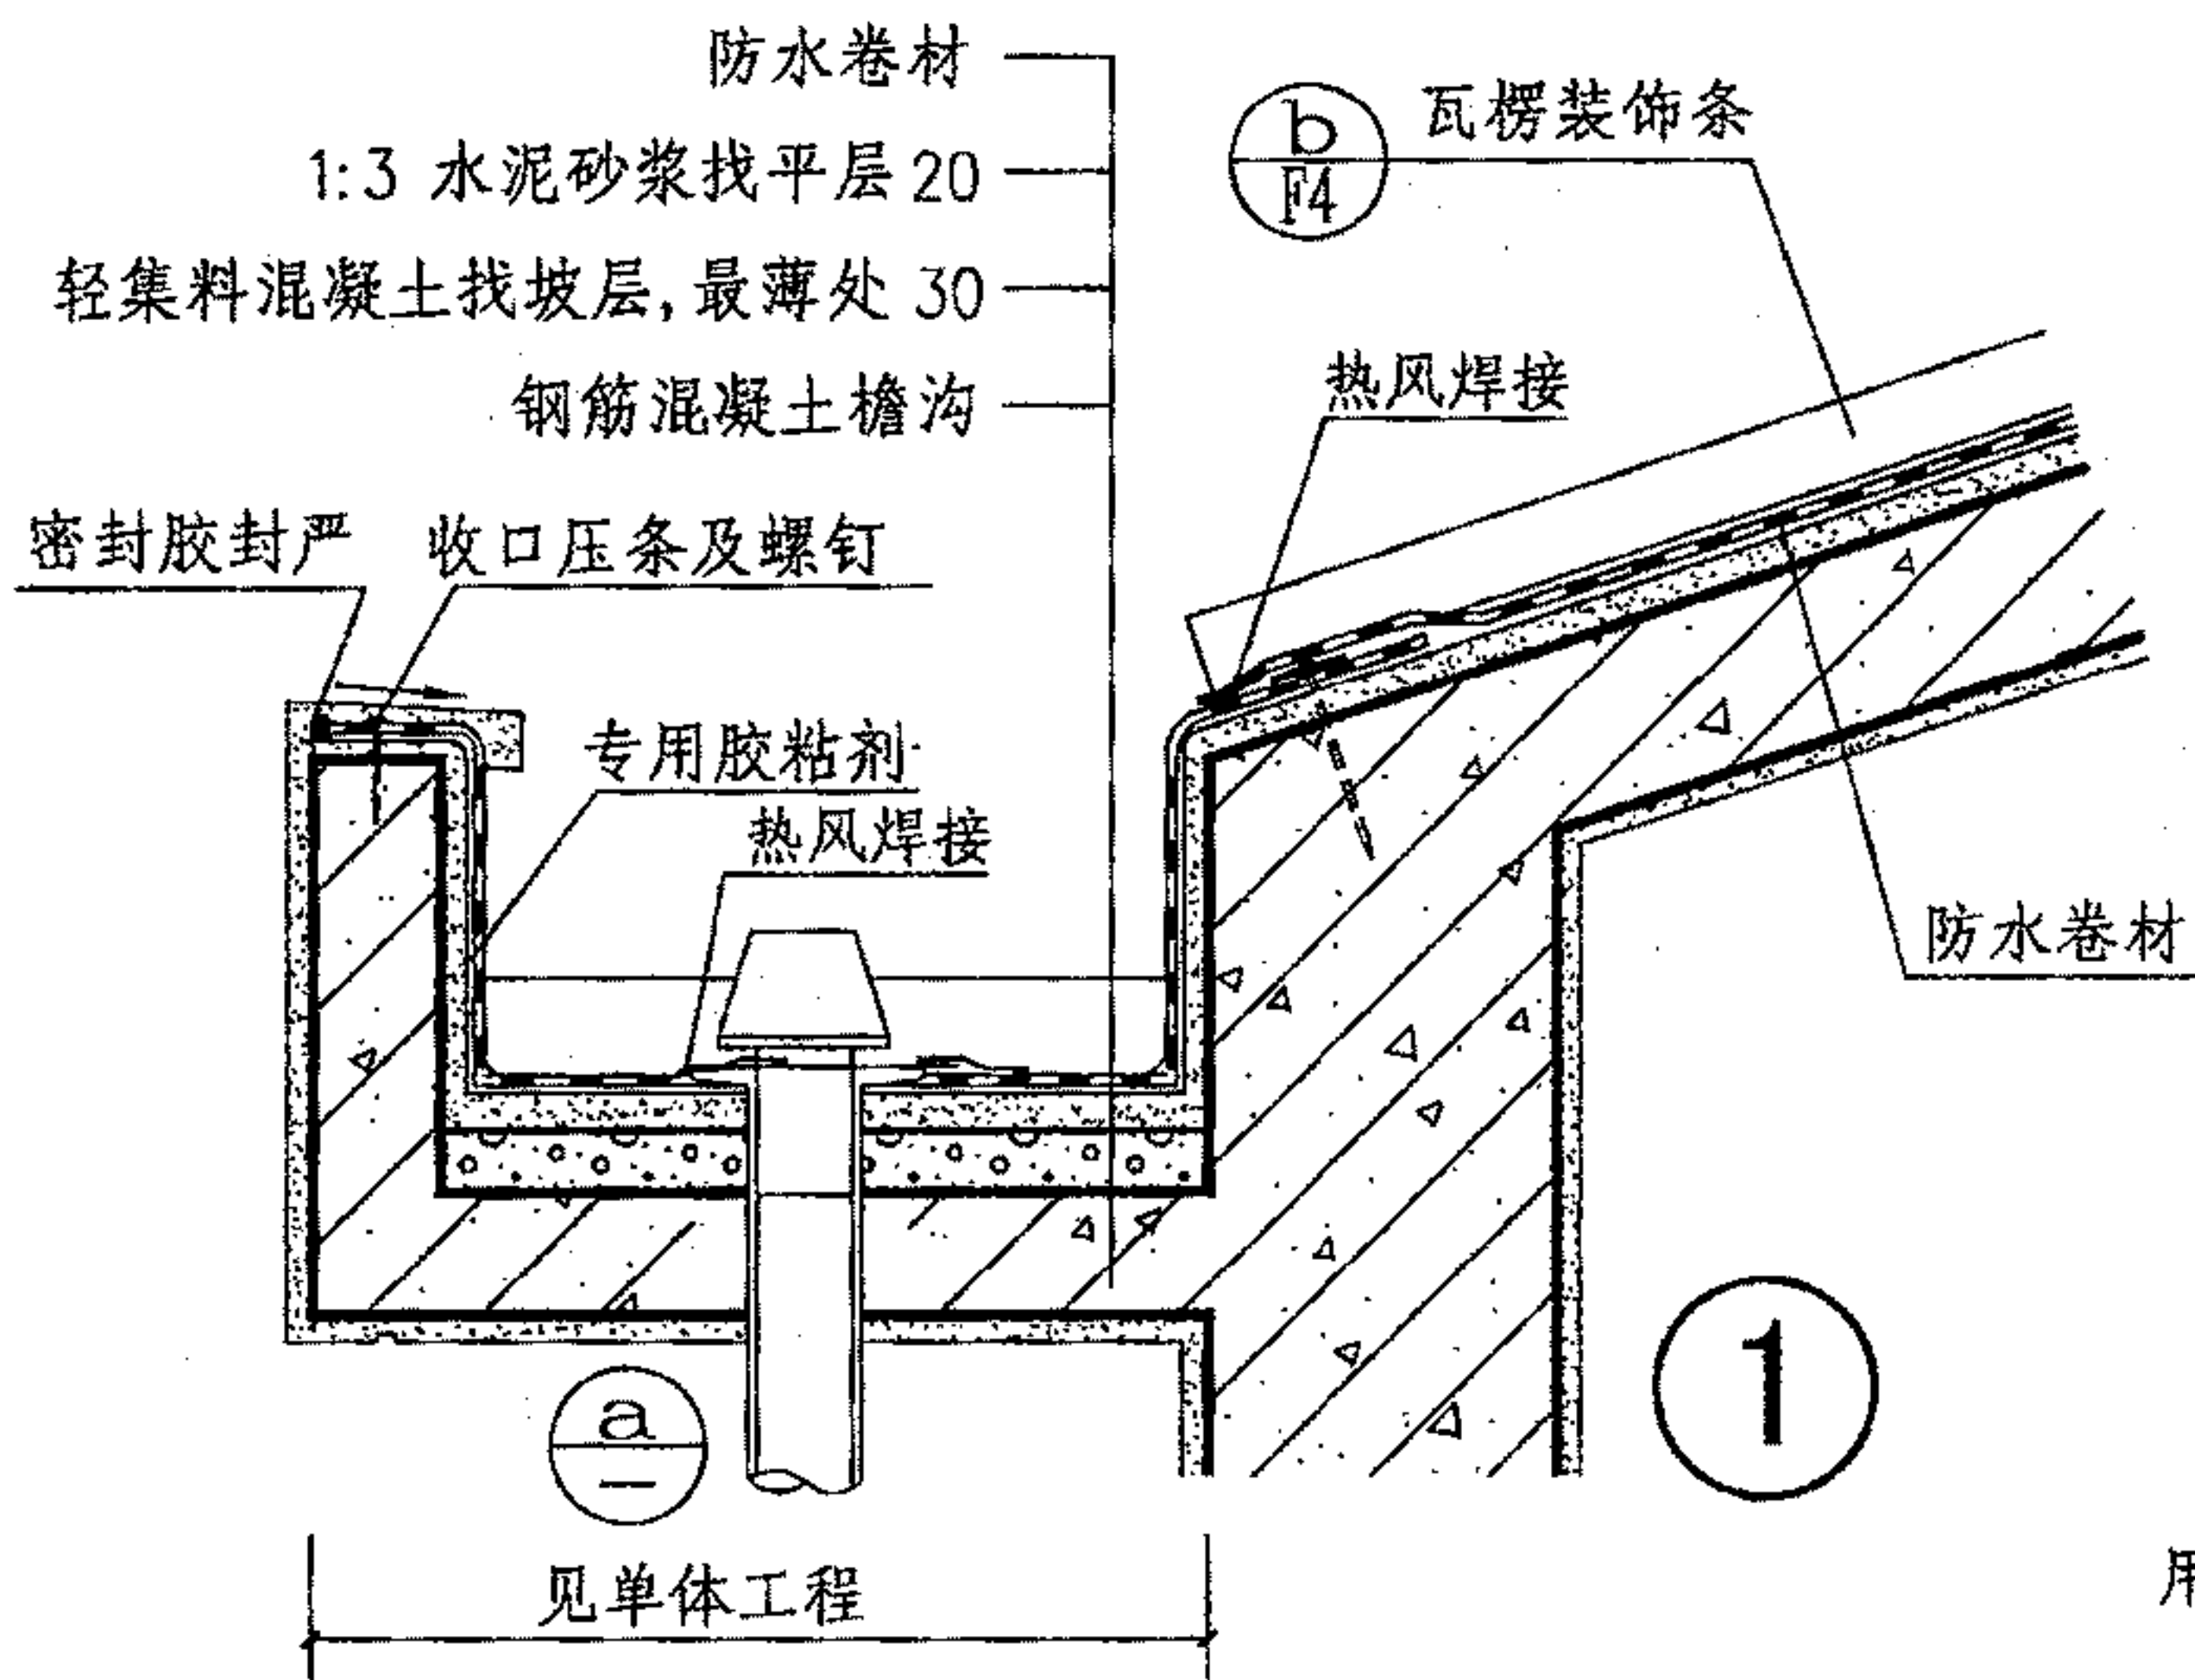 防水卷材
1:3 水泥砂浆找平层 20
轻集料混凝土找坡层,最薄处 30
钢筋混凝土檐沟
b
F4
瓦楞装饰条
热风焊接
密封胶封严
收口压条及螺钉
专用胶粘剂
热风焊接
防水卷材
a
—
1
见单体工程